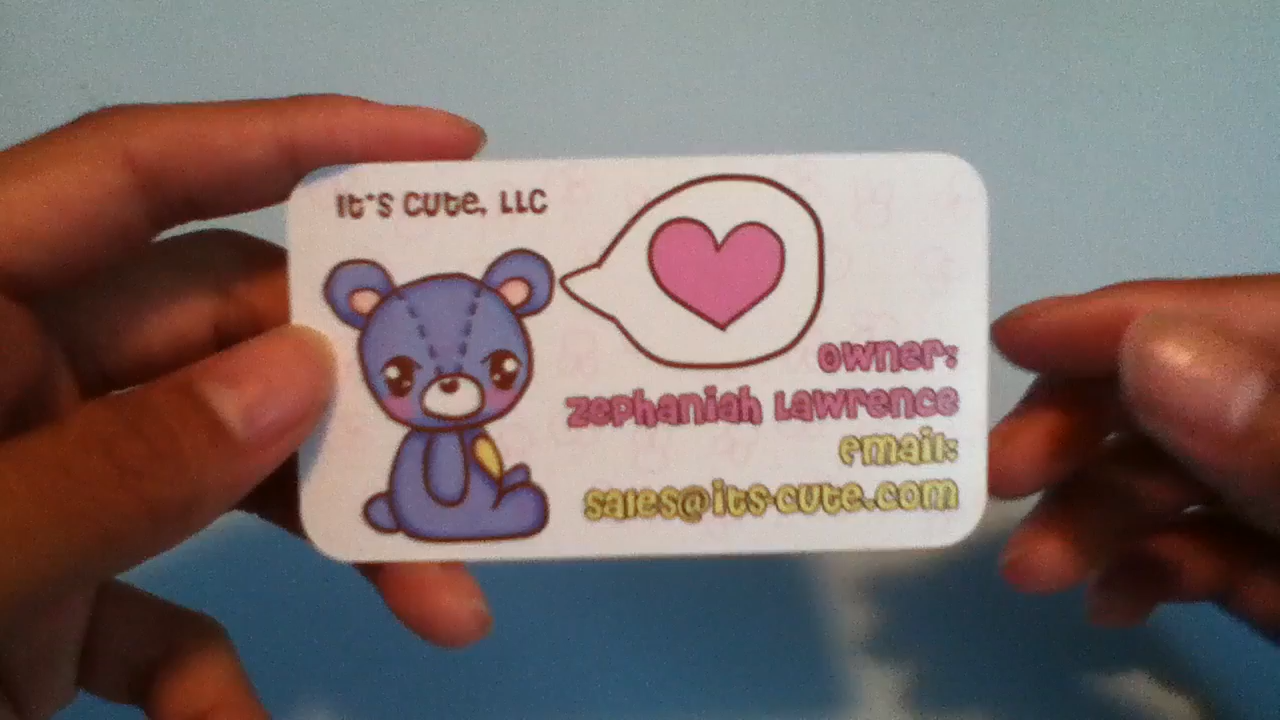 It's Cute, LLC
owner:
Zephaniah Lawrence
email:
sales@its-cute.com